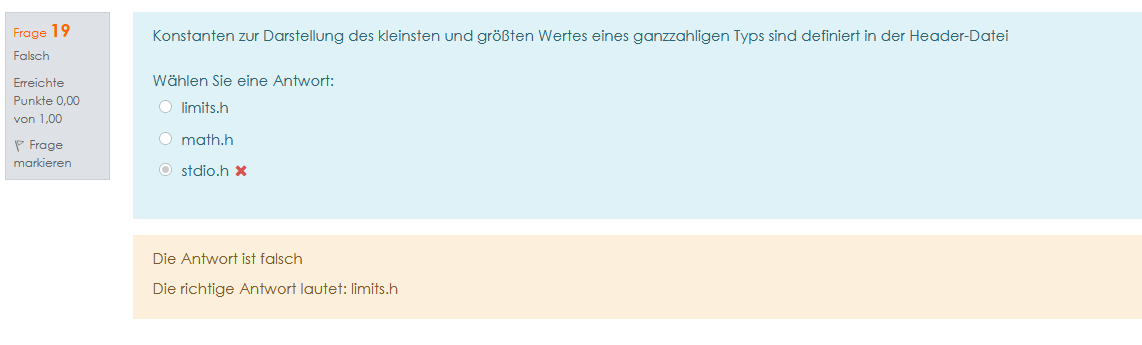 Frage 19
Falsch
Erreichte
Punkte 0,00
von 1,00
Frage
markieren
Konstanten zur Darstellung des kleinsten und größten Wertes eines ganzzahligen Typs sind definiert in der Header-Datei
Wählen Sie eine Antwort:
limits.h
math.h
stdio.h
Die Antwort ist falsch
Die richtige Antwort lautet: limits.h